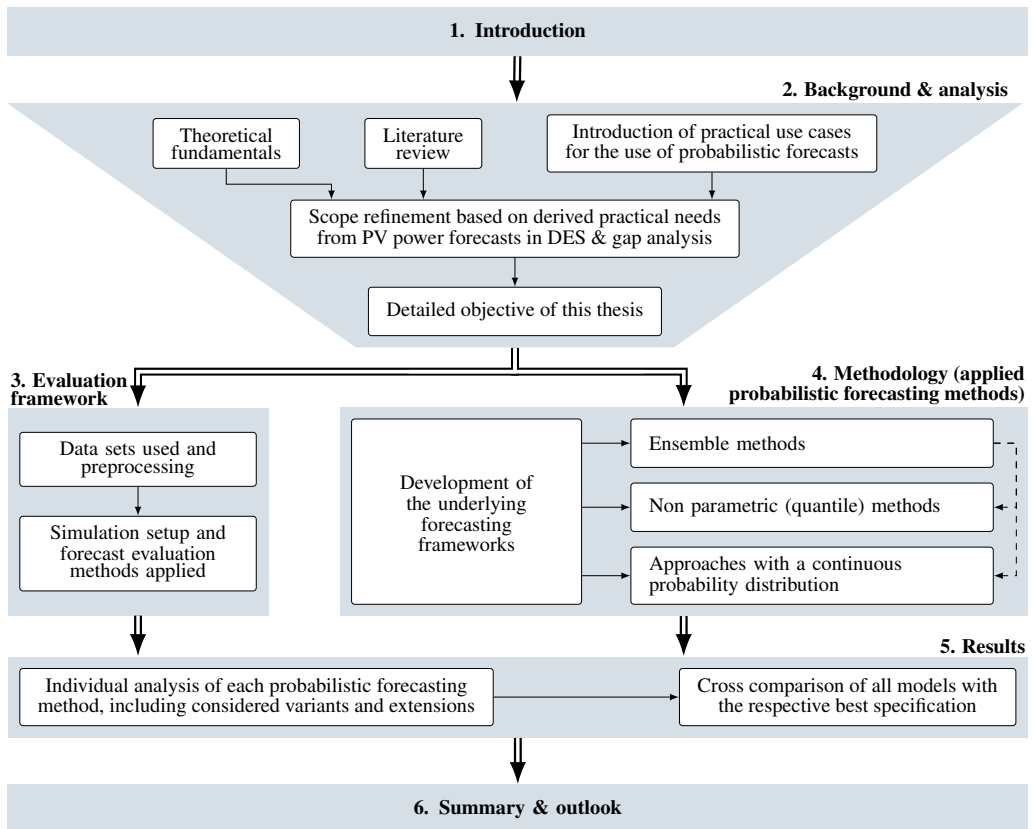 1. Introduction
2. Background & analysis
Theoretical
fundamentals
Literature
review
Introduction of practical use cases
for the use of probabilistic forecasts
Scope refinement based on derived practical needs
from PV power forecasts in DES & gap analysis
Detailed objective of this thesis
3. Evaluation
framework
Data sets used and
preprocessing
Simulation setup and
forecast evaluation
methods applied
4. Methodology (applied
probabilistic forecasting methods)
Development of
the underlying
forecasting
frameworks
Ensemble methods
Non parametric (quantile) methods
Approaches with a continuous
probability distribution
5. Results
Individual analysis of each probabilistic forecasting
method, including considered variants and extensions
Cross comparison of all models with
the respective best specification
6. Summary & outlook